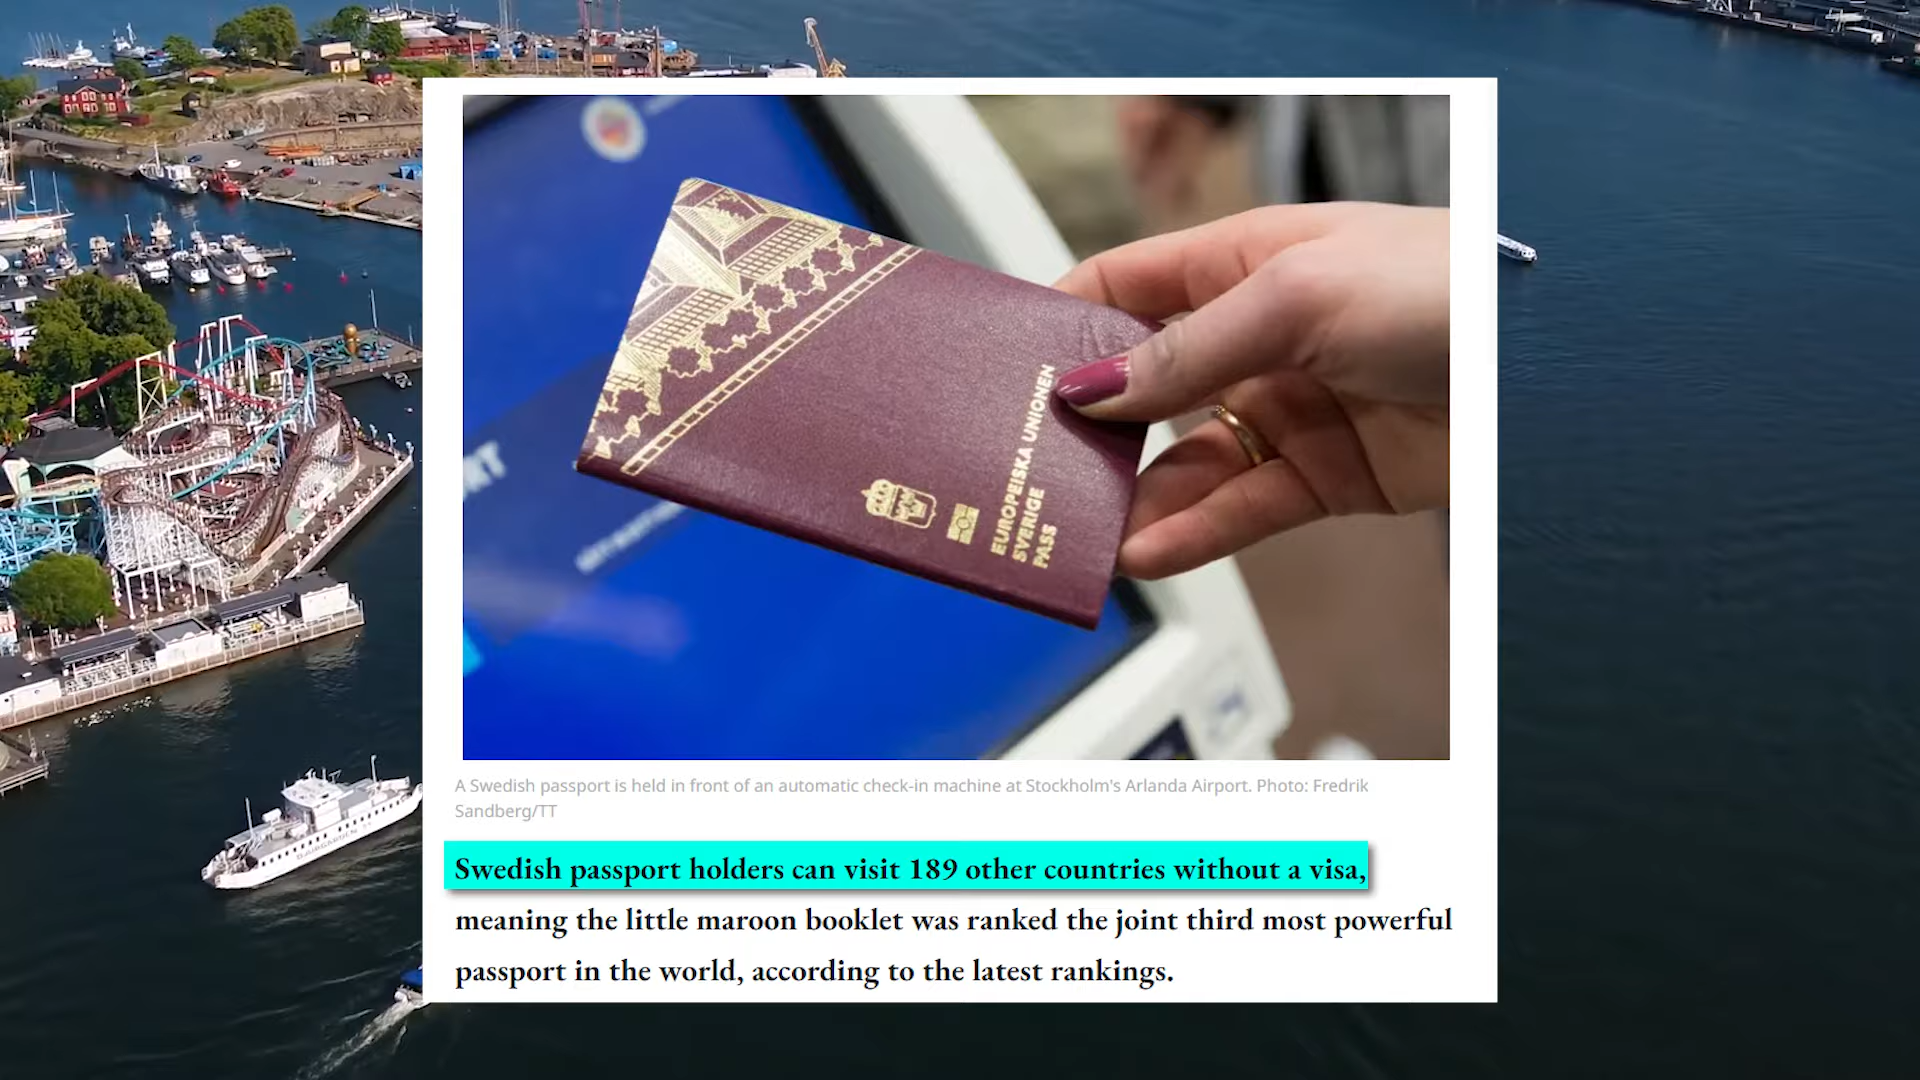 EUROPEISKA UNIONEN
SVERIGE
PASS
A Swedish passport is held in front of an automatic check-in machine at Stockholm's Arlanda Airport. Photo: Fredrik
Sandberg/TT
Swedish passport holders can visit 189 other countries without a visa,
meaning the little maroon booklet was ranked the joint third most powerful
passport in the world, according to the latest rankings.